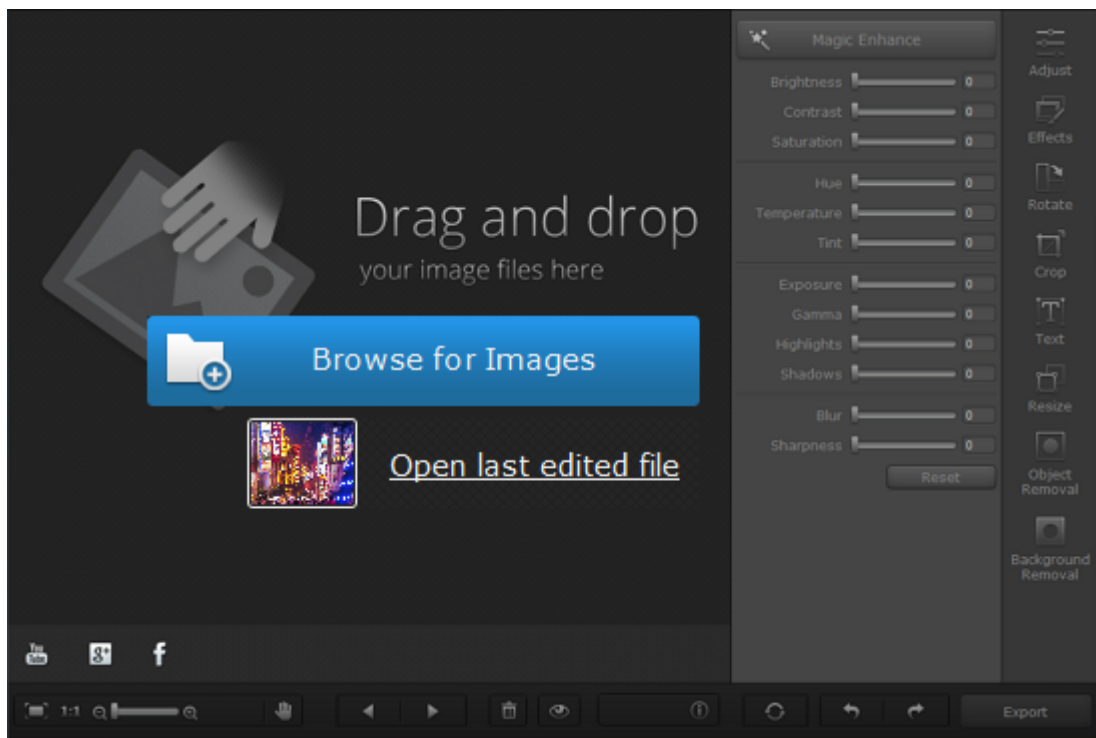 Drag and drop
your image files here
Browse for Images
Open last edited file
Magic Enhance
Brightness 0
Contrast 0
Saturation 0
Hue 0
Temperature 0
Tint 0
Exposure 0
Gamma 0
Highlights 0
Shadows 0
Blur 0
Sharpness 0
Reset
Adjust
Effects
Rotate
Crop
Text
Resize
Object
Removal
Background
Removal
You
Tube
g+
f
1:1
Export